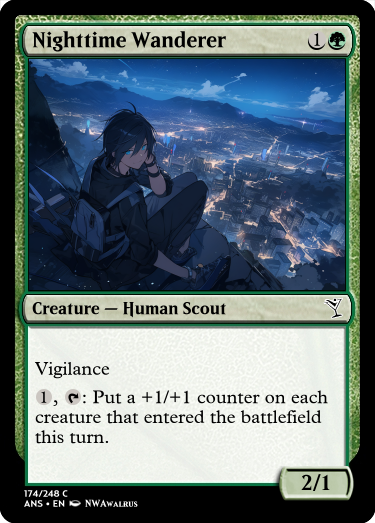 Nighttime Wanderer 1
Creature — Human Scout
Vigilance
1, : Put a +1/+1 counter on each
creature that entered the battlefield
this turn.
2/1
174/248 C
ANS • EN NWAwalrus